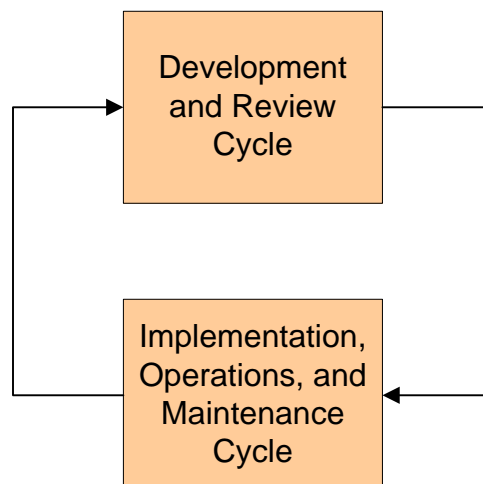 Development
and Review
Cycle
Implementation,
Operations, and
Maintenance
Cycle